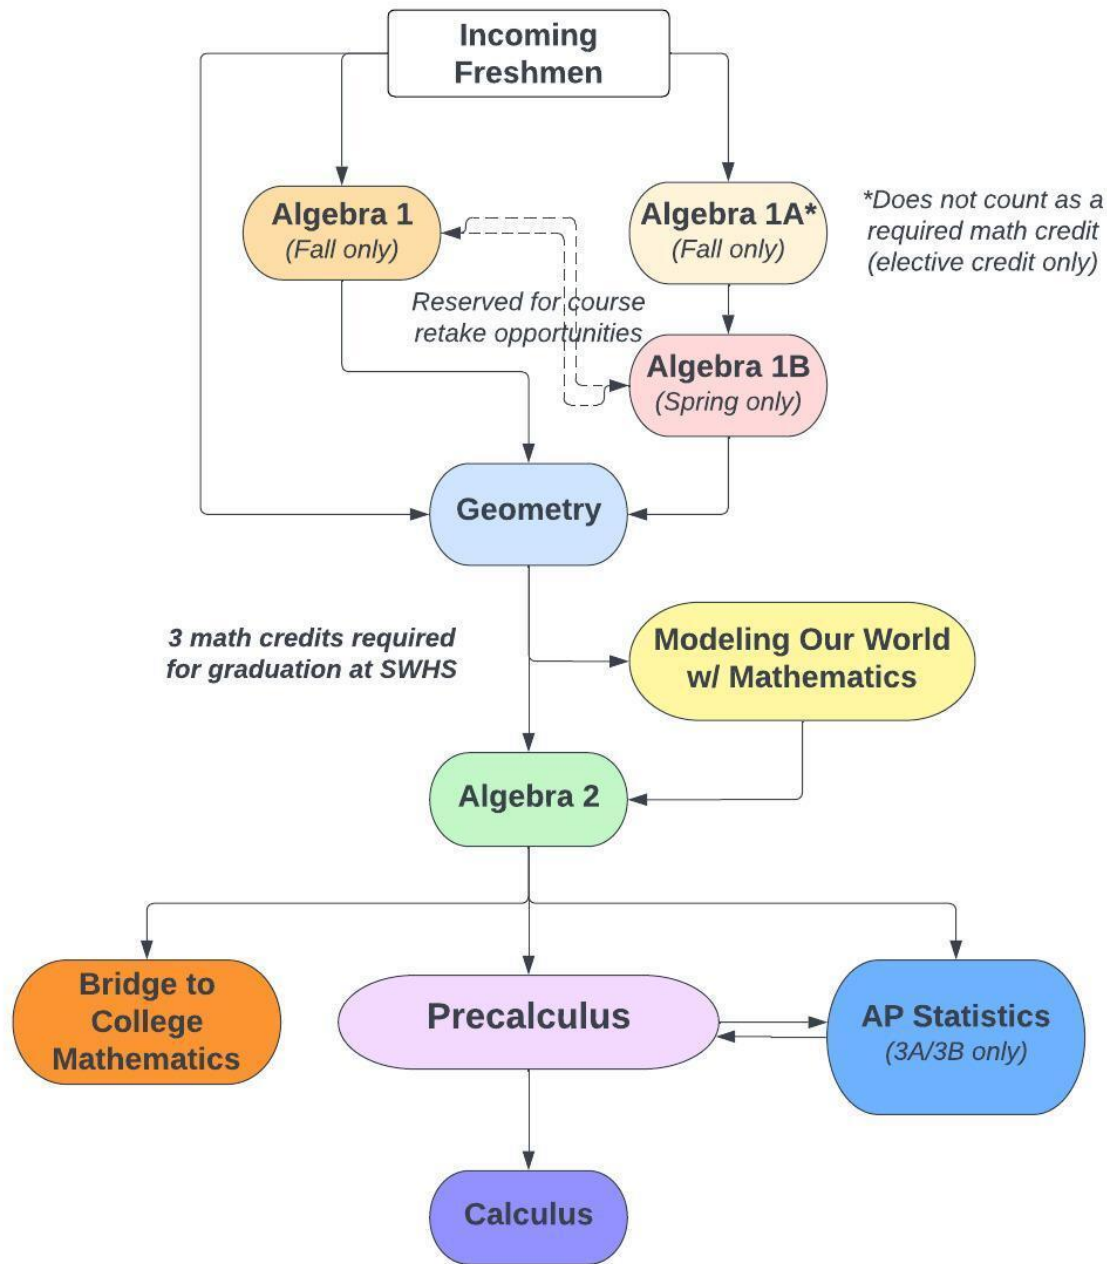 Incoming
Freshmen
Algebra 1
(Fall only)
Algebra 1A*
(Fall only)
*Does not count as a
required math credit
(elective credit only)
Reserved for course
retake opportunities
Algebra 1B
(Spring only)
Geometry
3 math credits required
for graduation at SWHS
Modeling Our World
w/ Mathematics
Algebra 2
Bridge to
College
Mathematics
Precalculus
AP Statistics
(3A/3B only)
Calculus